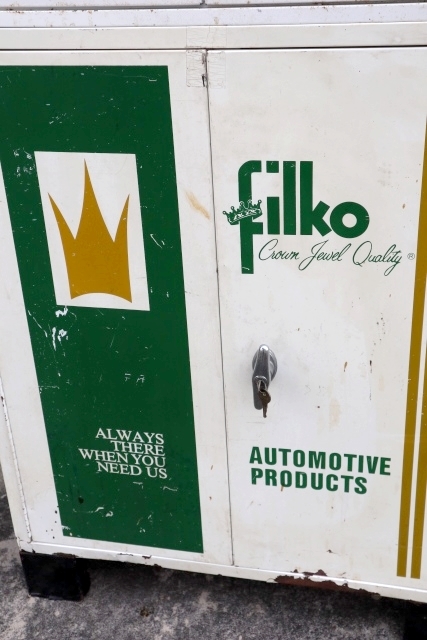 filko
Crown Jewel Quality®
ALWAYS
THERE
WHEN YOU
NEED US
AUTOMOTIVE
PRODUCTS